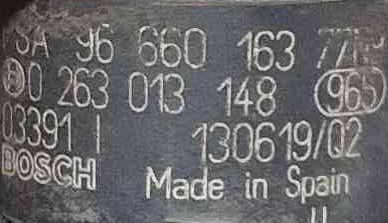 SA 96 660 163 77
0 263 013 148 965
03391 I 130619/02
BOSCH Made in Spain